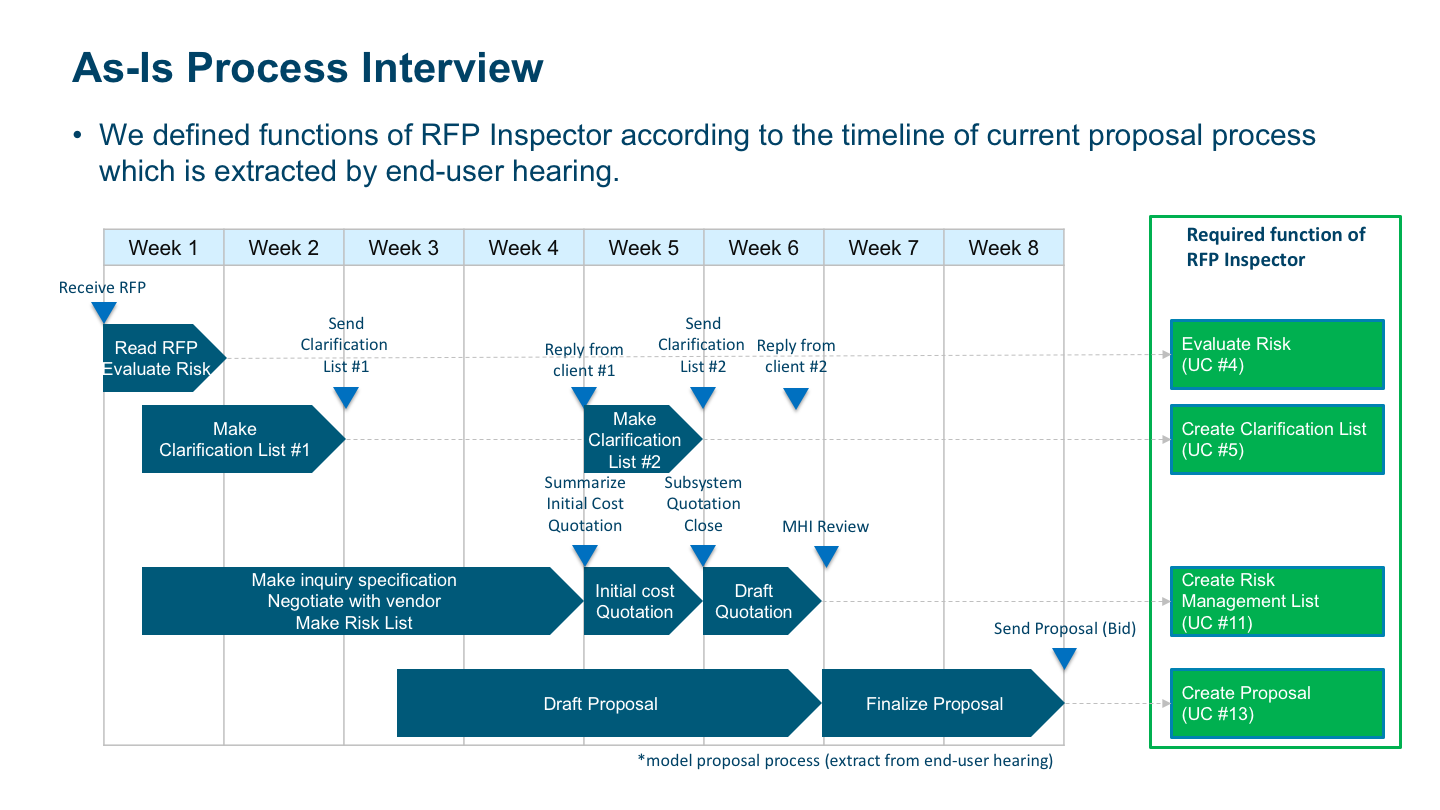 As-Is Process Interview
• We defined functions of RFP Inspector according to the timeline of current proposal process
which is extracted by end-user hearing.
Week 1 Week 2 Week 3 Week 4 Week 5 Week 6 Week 7 Week 8
Required function of
RFP Inspector
Receive RFP
Read RFP
Evaluate Risk
Send
Clarification
List #1
Reply from
client #1
Send
Clarification
List #2
Reply from
client #2
Evaluate Risk
(UC #4)
Make
Clarification List #1
Make
Clarification
List #2
Create Clarification List
(UC #5)
Summarize
Initial Cost
Quotation
Subsystem
Quotation
Close
MHI Review
Make inquiry specification
Negotiate with vendor
Make Risk List
Initial cost
Quotation
Draft
Quotation
Create Risk
Management List
(UC #11)
Send Proposal (Bid)
Draft Proposal
Finalize Proposal
Create Proposal
(UC #13)
*model proposal process (extract from end-user hearing)